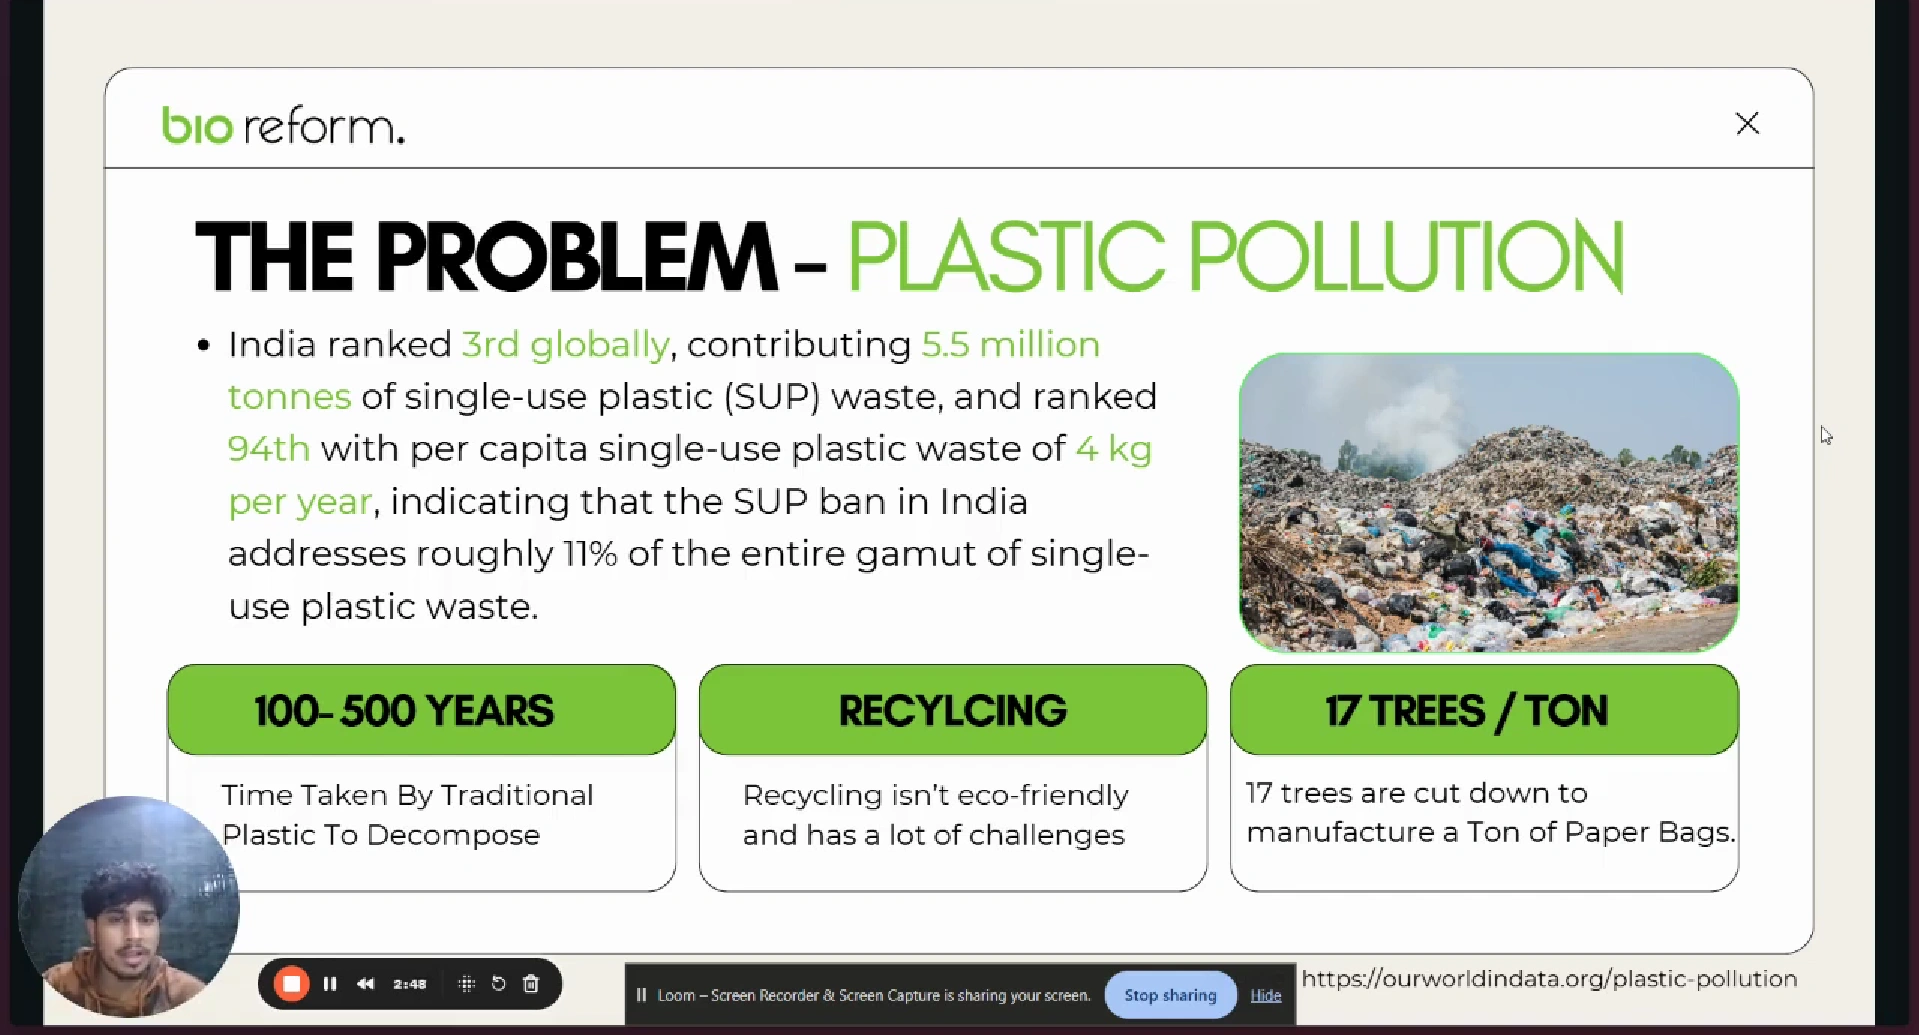 bio reform.
THE PROBLEM – PLASTIC POLLUTION
• India ranked 3rd globally, contributing 5.5 million
tonnes of single-use plastic (SUP) waste, and ranked
94th with per capita single-use plastic waste of 4 kg
per year, indicating that the SUP ban in India
addresses roughly 11% of the entire gamut of single-
use plastic waste.
100- 500 YEARS
Time Taken By Traditional
Plastic To Decompose
RECYLCING
Recycling isn't eco-friendly
and has a lot of challenges
17 TREES / TON
17 trees are cut down to
manufacture a Ton of Paper Bags.
2:48
Loom – Screen Recorder & Screen Capture is sharing your screen.
Stop sharing
Hide
https://ourworldindata.org/plastic-pollution